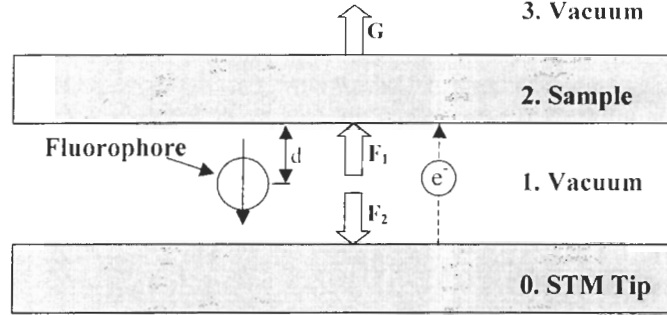 3. Vacuum
G
2. Sample
Fluorophore
d
F₁
e⁻
1. Vacuum
F₂
0. STM Tip